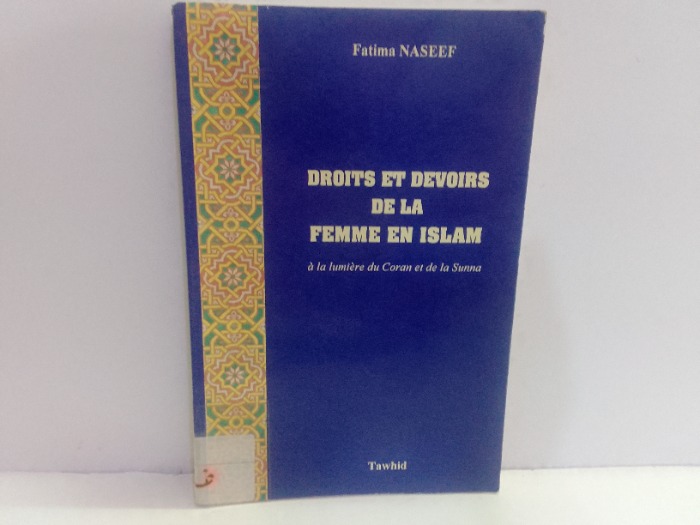 Fatima NASEEF
DROITS ET DEVOIRS
DE LA
FEMME EN ISLAM
à la lumière du Coran et de la Sunna
Tawhid
ف